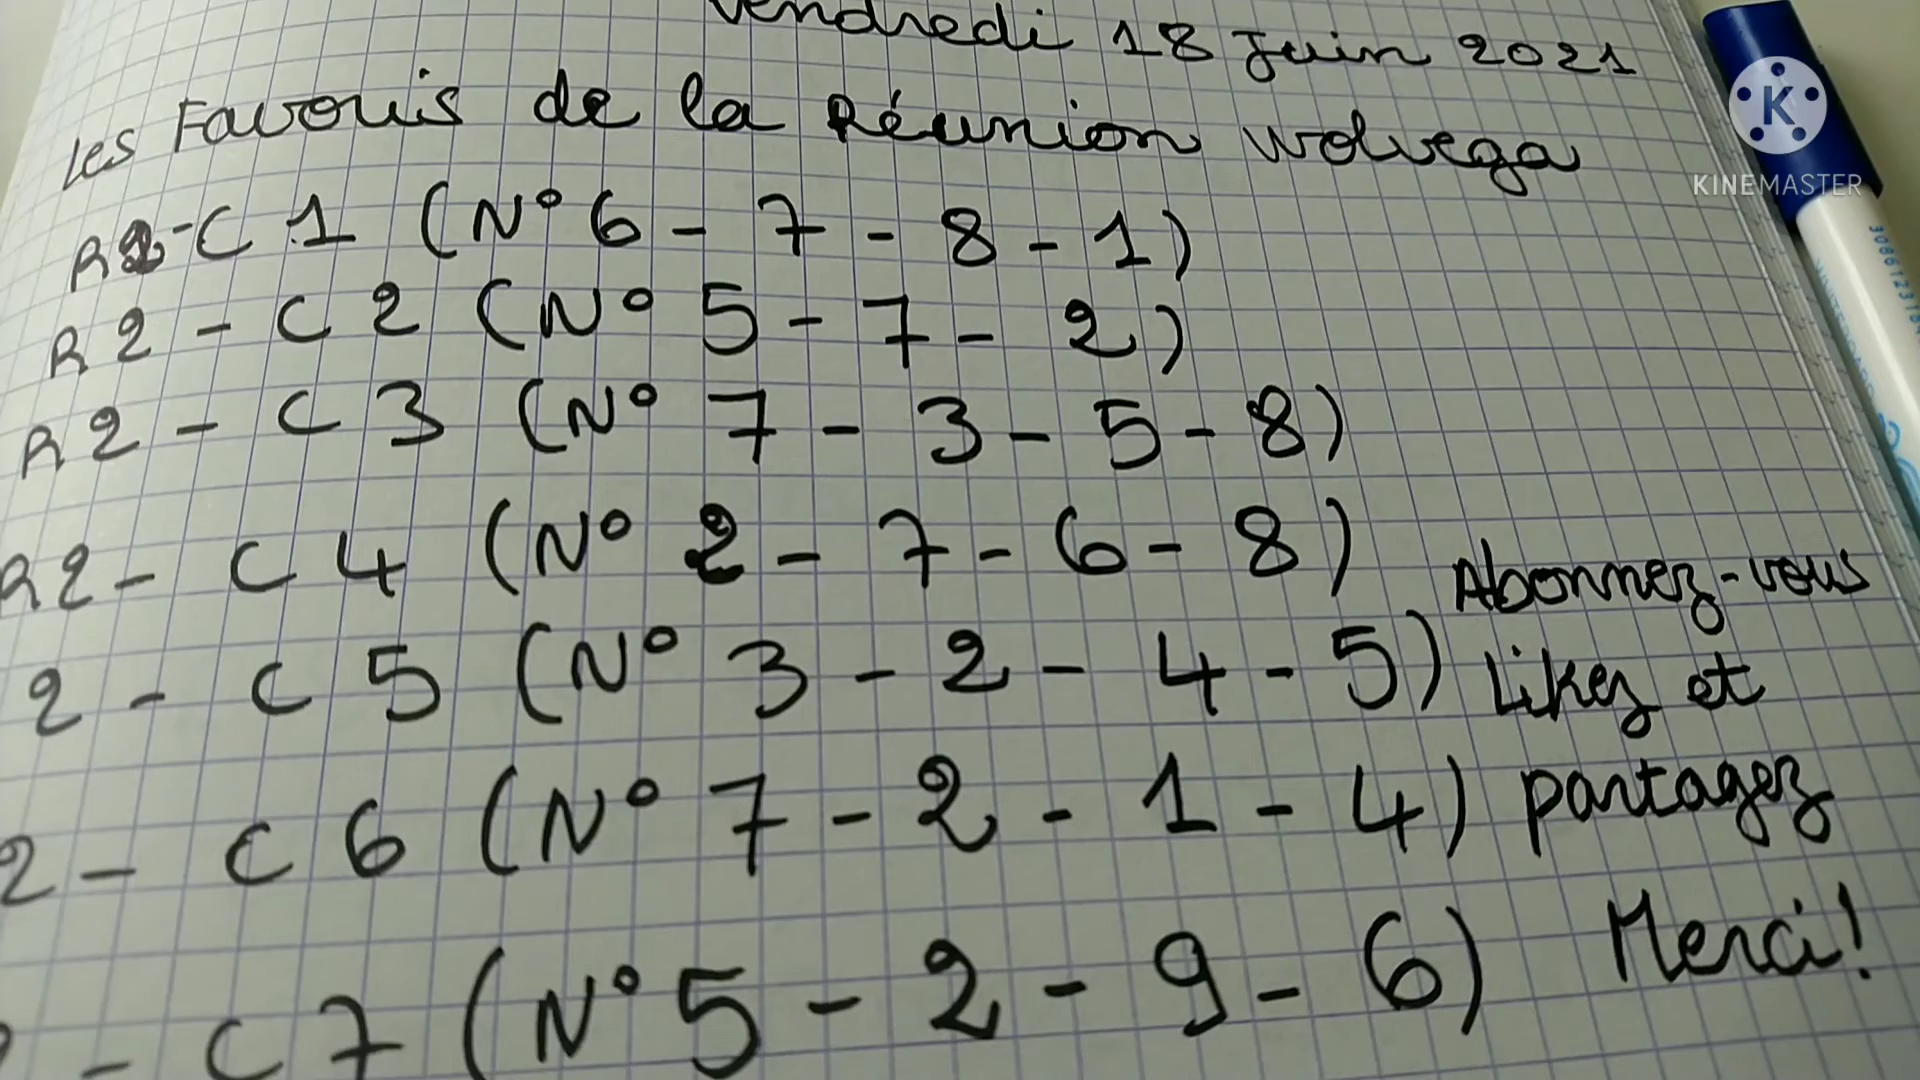 Vendredi 18 Juin 2021
Les Favoris de la Réunion Wolvega
R2-C1 (N° 6 - 7 - 8 - 1)
R2 - C2 (N° 5 - 7 - 2)
R2 - C3 (N° 7 - 3 - 5 - 8)
R2 - C4 (N° 2 - 7 - 6 - 8)
2 - C5 (N° 3 - 2 - 4 - 5)
2 - C6 (N° 7 - 2 - 1 - 4)
- C7 (N° 5 - 2 - 9 - 6)
Abonnez-vous
Likez et
partagez
Merci!
K
KINEMASTER